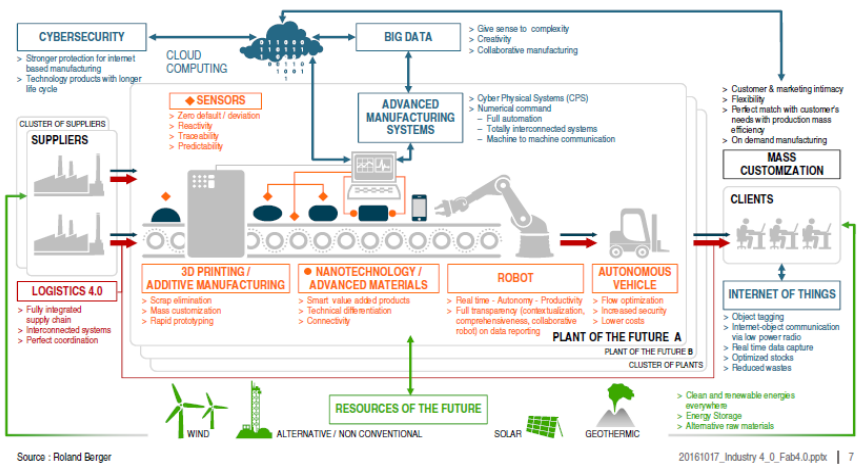 CYBERSECURITY
> Stronger protection for internet
based manufacturing
> Technology products with longer
life cycle
CLOUD
COMPUTING
011000
BIG DATA
> Give sense to complexity
> Creativity
> Collaborative manufacturing
SENSORS
> Zero default / deviation
> Reactivity
> Traceability
> Predictability
ADVANCED
MANUFACTURING
SYSTEMS
> Cyber Physical Systems (CPS)
> Numerical command
– Full automation
– Totally interconnected systems
– Machine to machine communication
> Customer & marketing intimacy
> Flexibility
> Perfect match with customer's
needs with production mass
efficiency
> On demand manufacturing
MASS
CUSTOMIZATION
CLUSTER OF SUPPLIERS
SUPPLIERS
CLIENTS
LOGISTICS 4.0
> Fully integrated
supply chain
> Interconnected systems
> Perfect coordination
3D PRINTING /
ADDITIVE MANUFACTURING
> Scrap elimination
> Mass customization
> Rapid prototyping
NANOTECHNOLOGY /
ADVANCED MATERIALS
> Smart value added products
> Technical differentiation
> Connectivity
ROBOT
> Real time - Autonomy - Productivity
> Full transparency (contextualization,
comprehensiveness, collaborative
robot) on data reporting
AUTONOMOUS
VEHICLE
> Flow optimization
> Increased security
> Lower costs
PLANT OF THE FUTURE A
PLANT OF THE FUTURE B
CLUSTER OF PLANTS
INTERNET OF THINGS
> Object tagging
> Internet-object communication
via low power radio
> Real time data capture
> Optimized stocks
> Reduced wastes
RESOURCES OF THE FUTURE
WIND
ALTERNATIVE / NON CONVENTIONAL
SOLAR
GEOTHERMIC
> Clean and renewable energies
everywhere
> Energy Storage
> Alternative raw materials
Source : Roland Berger
20161017_Industry 4_0_Fab4.0.pptx | 7